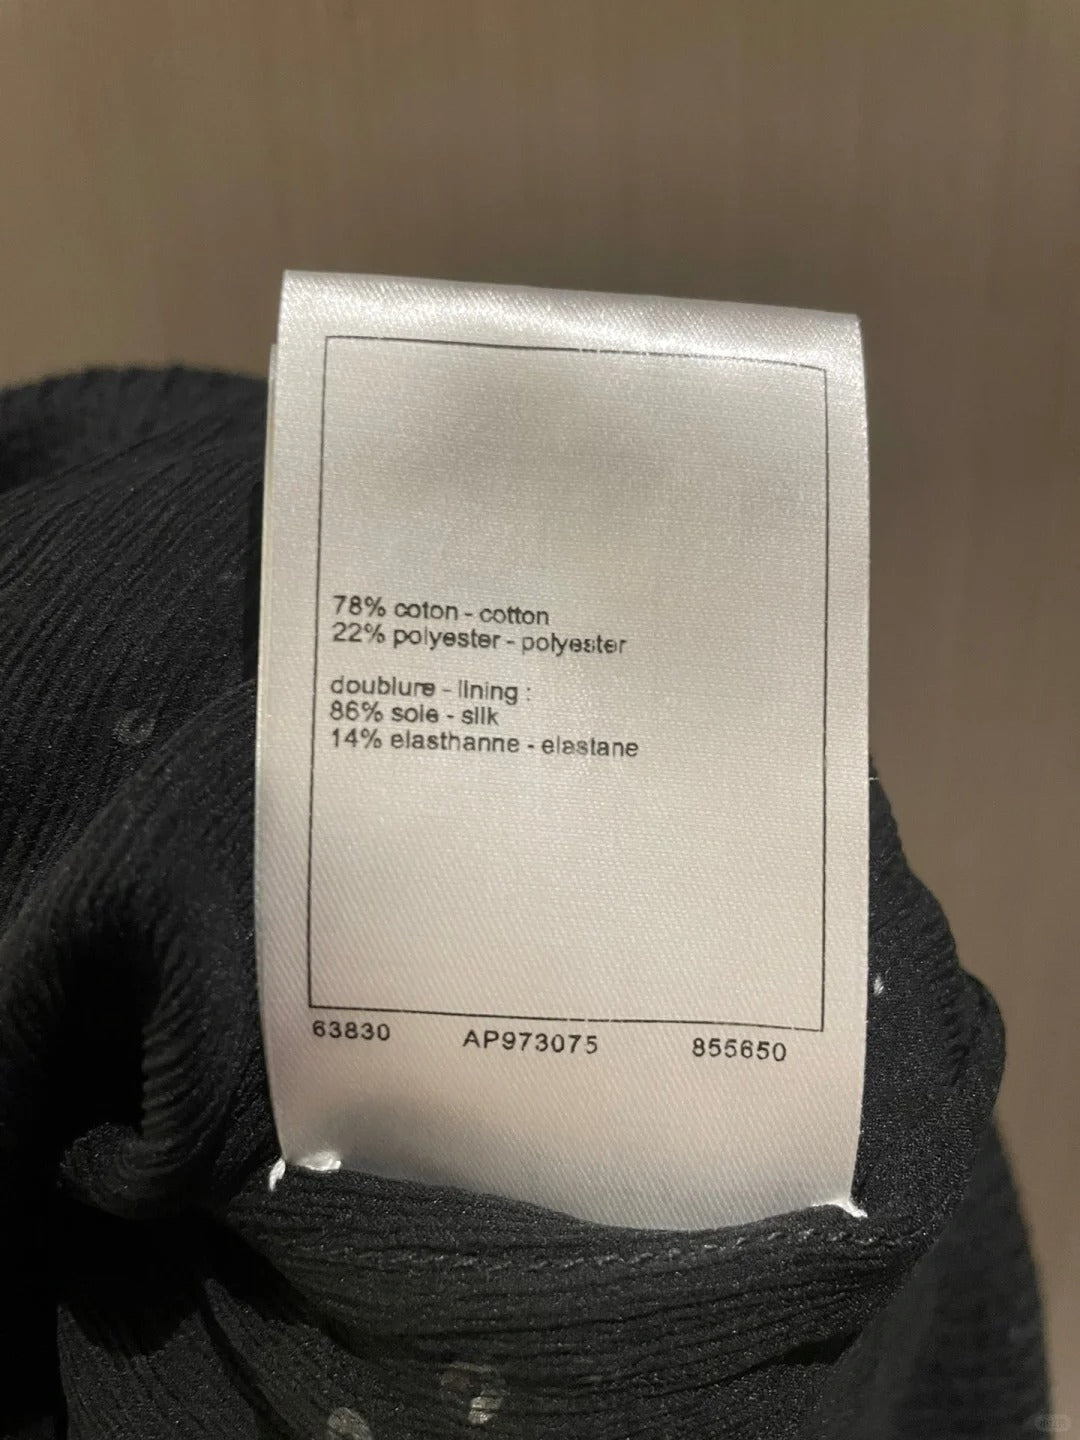 78% coton - cotton
22% polyester - polyester
doublure - lining :
86% soie - silk
14% elasthanne - elastane
63830 AP973075 855650